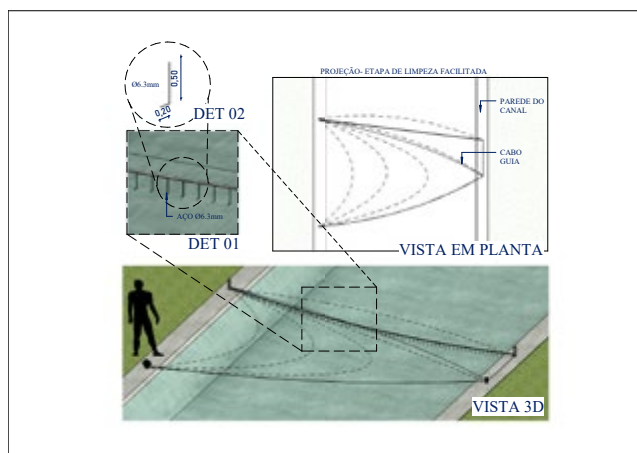 Ø6.3mm
0,50
0,20
DET 02
AÇO Ø6.3mm
DET 01
PROJEÇÃO- ETAPA DE LIMPEZA FACILITADA
PAREDE DO
CANAL
CABO
GUIA
VISTA EM PLANTA
VISTA 3D